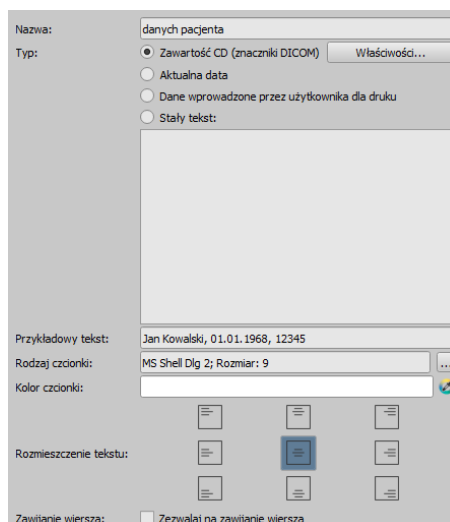 Nazwa: danych pacjenta
Typ: Zawartość CD (znaczniki DICOM) Właściwości...
Aktualna data
Dane wprowadzone przez użytkownika dla druku
Stały tekst:
Przykładowy tekst: Jan Kowalski, 01.01.1968, 12345
Rodzaj czcionki: MS Shell Dlg 2; Rozmiar: 9 ...
Kolor czcionki:
Rozmieszczenie tekstu:
Zawijanie wiersza: Zezwalaj na zawijanie wiersza